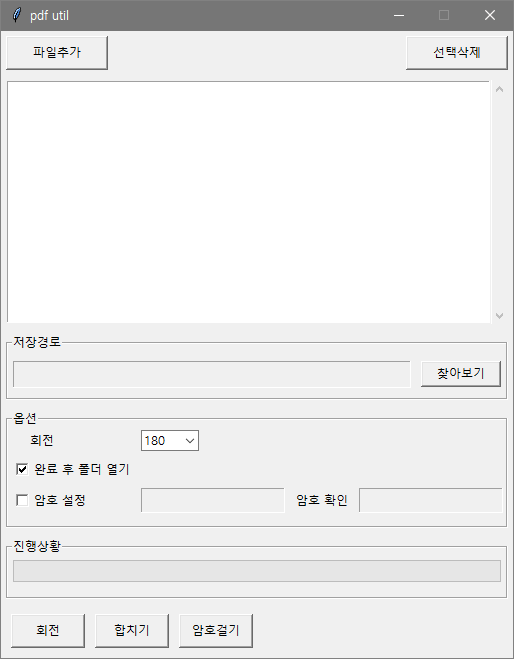 pdf util
파일추가 선택삭제
저장경로
찾아보기
옵션
회전 180
완료 후 폴더 열기
암호 설정 암호 확인
진행상황
회전 합치기 암호걸기